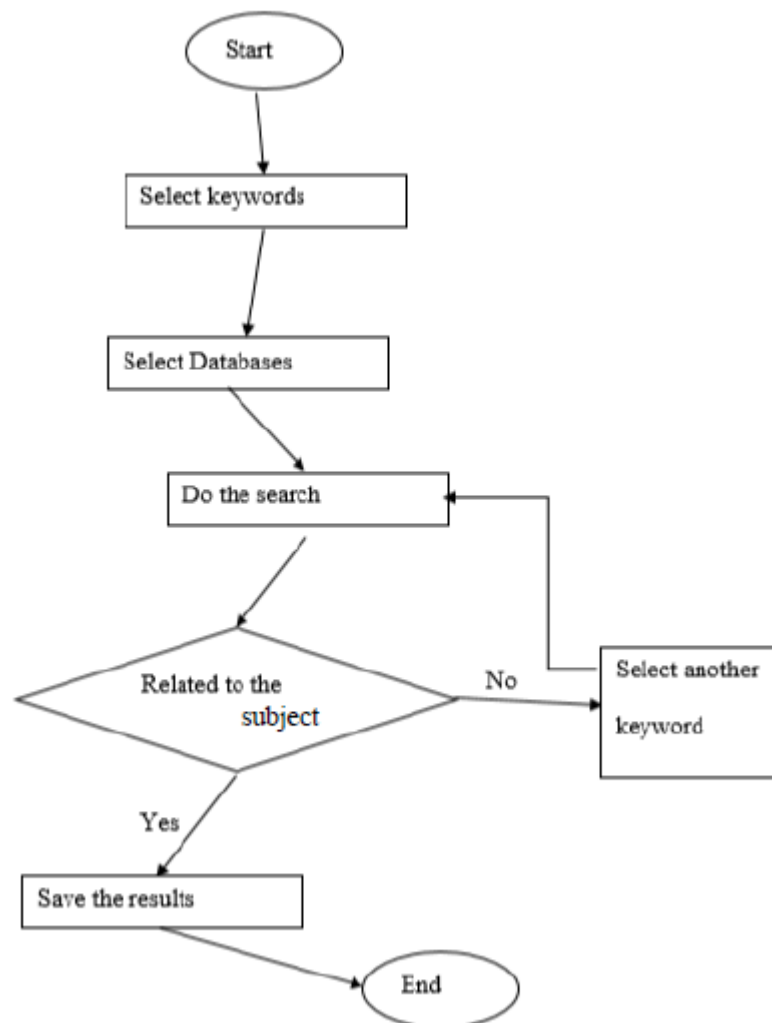 Start
Select keywords
Select Databases
Do the search
Related to the
subject
No
Select another
keyword
Yes
Save the results
End